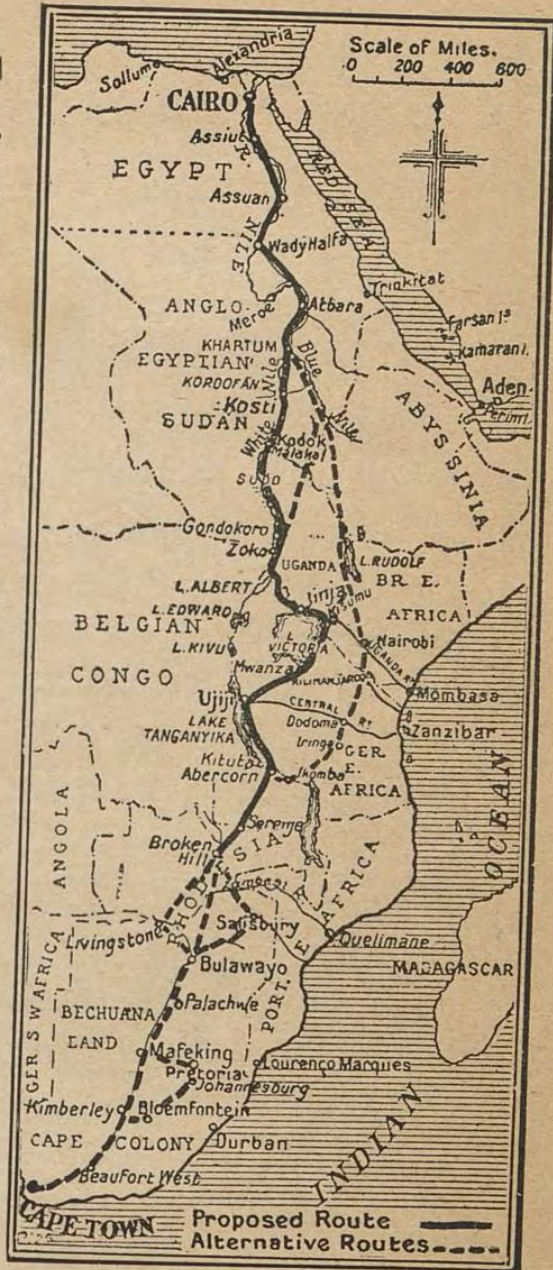 Scale of Miles.
0 200 400 600
Alexandria
Sollum
CAIRO
Assiut
R.
EGYPT
RED SEA
Assuan
NILE
Wady Halfa
ANGLO-
Meroe
Atbara
Trinkitat
Farsan Is
Kamaran I.
KHARTUM
EGYPTIAN
Blue
Nile
KORDOFAN
Aden
Perim I.
Kosti
SUDAN
White
Nile
ABYSSINIA
Kodok
Malakal
Gondokoro
Zoko
UGANDA
L.RUDOLF
L.ALBERT
BR. E.
AFRICA
Jinja
Kisumu
L.EDWARD
BELGIAN
L. VICTORIA
Nairobi
L.KIVU
Mwanza
UGANDA RY
CONGO
KILIMANJARO
Ujiji
Mombasa
CENTRAL RY
LAKE
TANGANYIKA
Dodoma
Zanzibar
Iringa
GER.
E.
AFRICA
Kituta
Abercorn
Ikomba
ANGOLA
Serenje
Broken
Hill
RHODESIA
Zambesi
Salisbury
Livingstone
Quelimane
PORT. E. AFRICA
Bulawayo
MADAGASCAR
GER S W AFRICA
BECHUANA
LAND
Palachwe
Mafeking
Pretoria
Lourenço Marques
Johannesburg
Kimberley
Bloemfontein
CAPE COLONY
Durban
Beaufort West
INDIAN
OCEAN
CAPE TOWN
Proposed Route
Alternative Routes